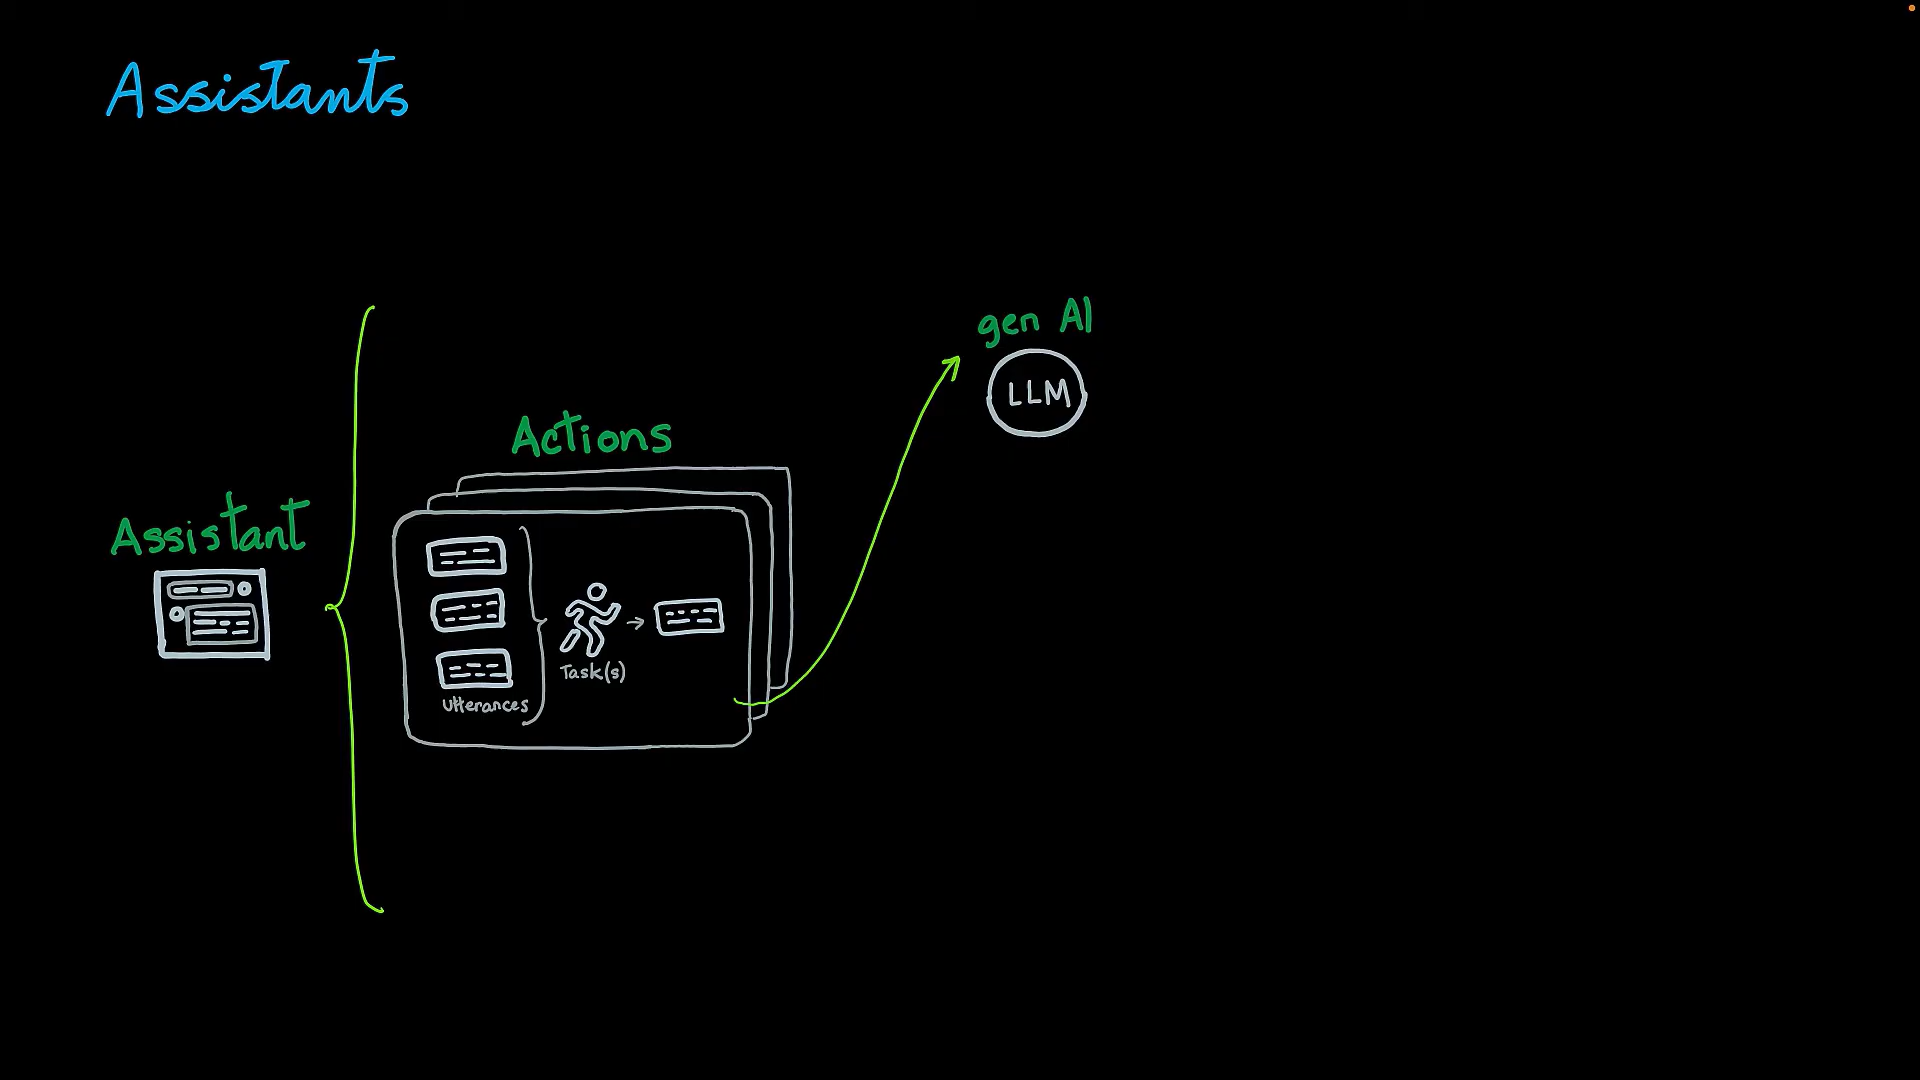 Assistants
gen AI
LLM
Actions
Assistant
Task(s)
Utterances